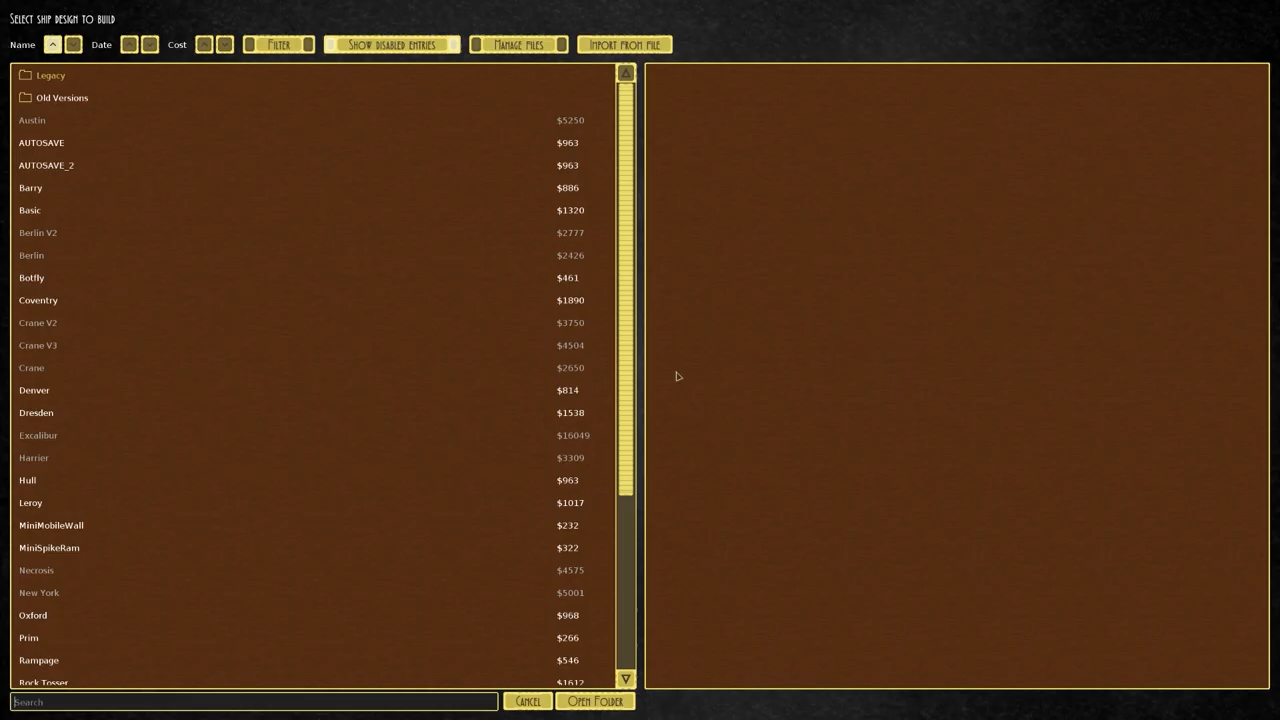 Select ship design to build
Name Date Cost Filter Show disabled entries Manage files Import from file
Legacy
Old Versions
Austin $5250
AUTOSAVE $963
AUTOSAVE_2 $963
Barry $886
Basic $1320
Berlin V2 $2777
Berlin $2426
Botfly $461
Coventry $1890
Crane V2 $3750
Crane V3 $4504
Crane $2650
Denver $814
Dresden $1538
Excalibur $16049
Harrier $3309
Hull $963
Leroy $1017
MiniMobileWall $232
MiniSpikeRam $322
Necrosis $4575
New York $5001
Oxford $968
Prim $266
Rampage $546
Rock Tosser $1612
Search Cancel Open Folder